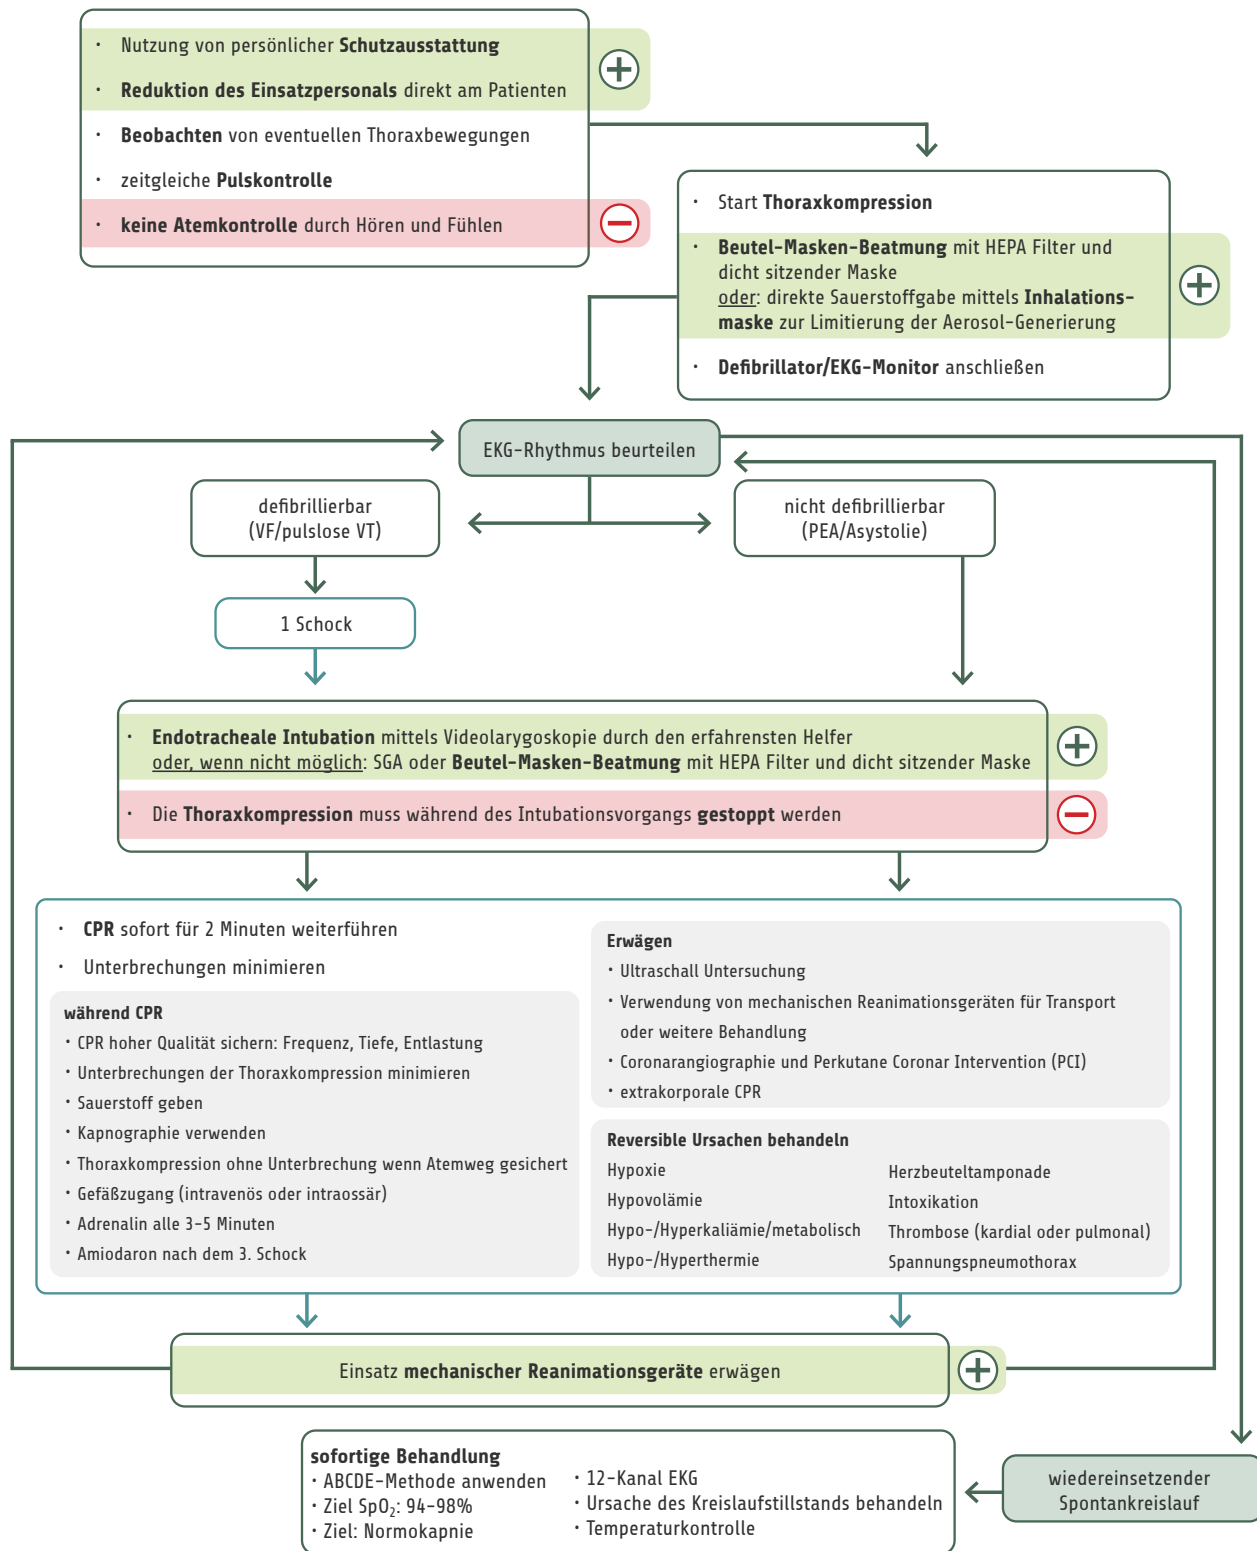 · Nutzung von persönlicher Schutzausstattung
· Reduktion des Einsatzpersonals direkt am Patienten
· Beobachten von eventuellen Thoraxbewegungen
· zeitgleiche Pulskontrolle
· keine Atemkontrolle durch Hören und Fühlen
· Start Thoraxkompression
· Beutel-Masken-Beatmung mit HEPA Filter und
dicht sitzender Maske
oder: direkte Sauerstoffgabe mittels Inhalations-
maske zur Limitierung der Aerosol-Generierung
· Defibrillator/EKG-Monitor anschließen
EKG-Rhythmus beurteilen
defibrillierbar
(VF/pulslose VT)
nicht defibrillierbar
(PEA/Asystolie)
1 Schock
· Endotracheale Intubation mittels Videolarygoskopie durch den erfahrensten Helfer
oder, wenn nicht möglich: SGA oder Beutel-Masken-Beatmung mit HEPA Filter und dicht sitzender Maske
· Die Thoraxkompression muss während des Intubationsvorgangs gestoppt werden
· CPR sofort für 2 Minuten weiterführen
· Unterbrechungen minimieren
während CPR
· CPR hoher Qualität sichern: Frequenz, Tiefe, Entlastung
· Unterbrechungen der Thoraxkompression minimieren
· Sauerstoff geben
· Kapnographie verwenden
· Thoraxkompression ohne Unterbrechung wenn Atemweg gesichert
· Gefäßzugang (intravenös oder intraossär)
· Adrenalin alle 3-5 Minuten
· Amiodaron nach dem 3. Schock
Erwägen
· Ultraschall Untersuchung
· Verwendung von mechanischen Reanimationsgeräten für Transport
oder weitere Behandlung
· Coronarangiographie und Perkutane Coronar Intervention (PCI)
· extrakorporale CPR
Reversible Ursachen behandeln
Hypoxie
Hypovolämie
Hypo-/Hyperkaliämie/metabolisch
Hypo-/Hyperthermie
Herzbeuteltamponade
Intoxikation
Thrombose (kardial oder pulmonal)
Spannungspneumothorax
Einsatz mechanischer Reanimationsgeräte erwägen
sofortige Behandlung
· ABCDE-Methode anwenden
· Ziel SpO₂: 94-98%
· Ziel: Normokapnie
· 12-Kanal EKG
· Ursache des Kreislaufstillstands behandeln
· Temperaturkontrolle
wiedereinsetzender
Spontankreislauf